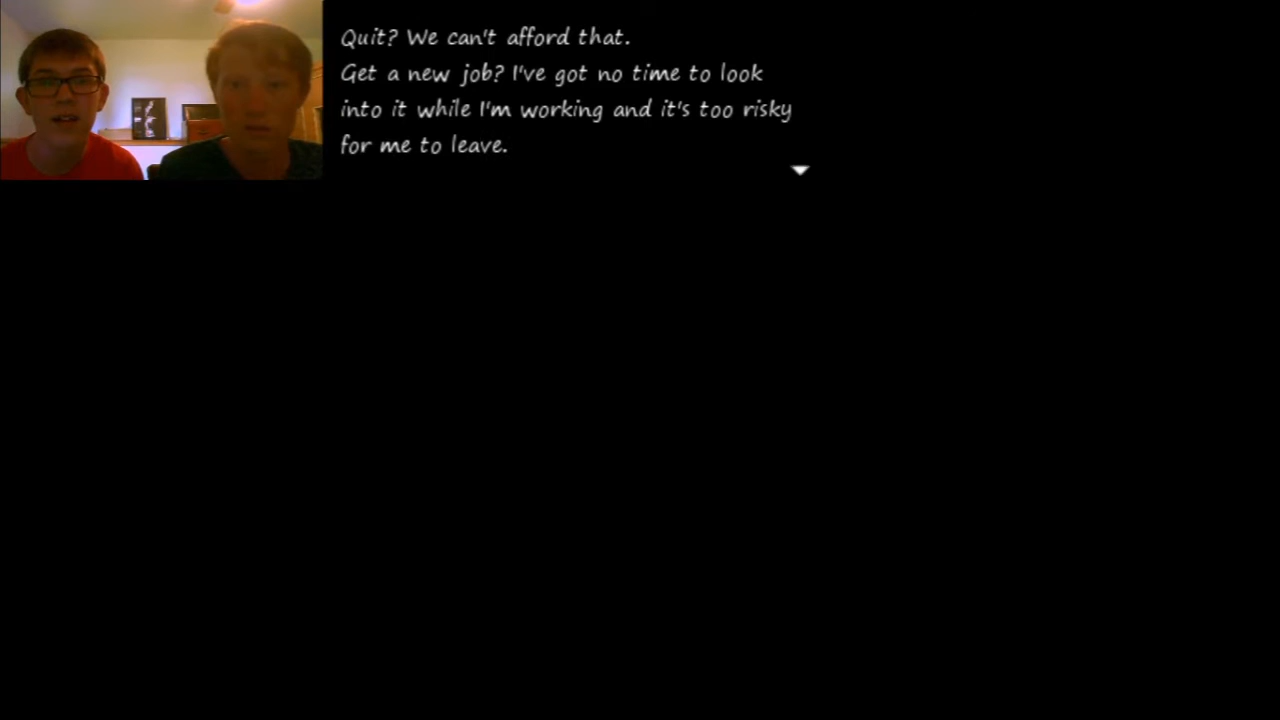 Quit? We can't afford that.
Get a new job? I've got no time to look
into it while I'm working and it's too risky
for me to leave.